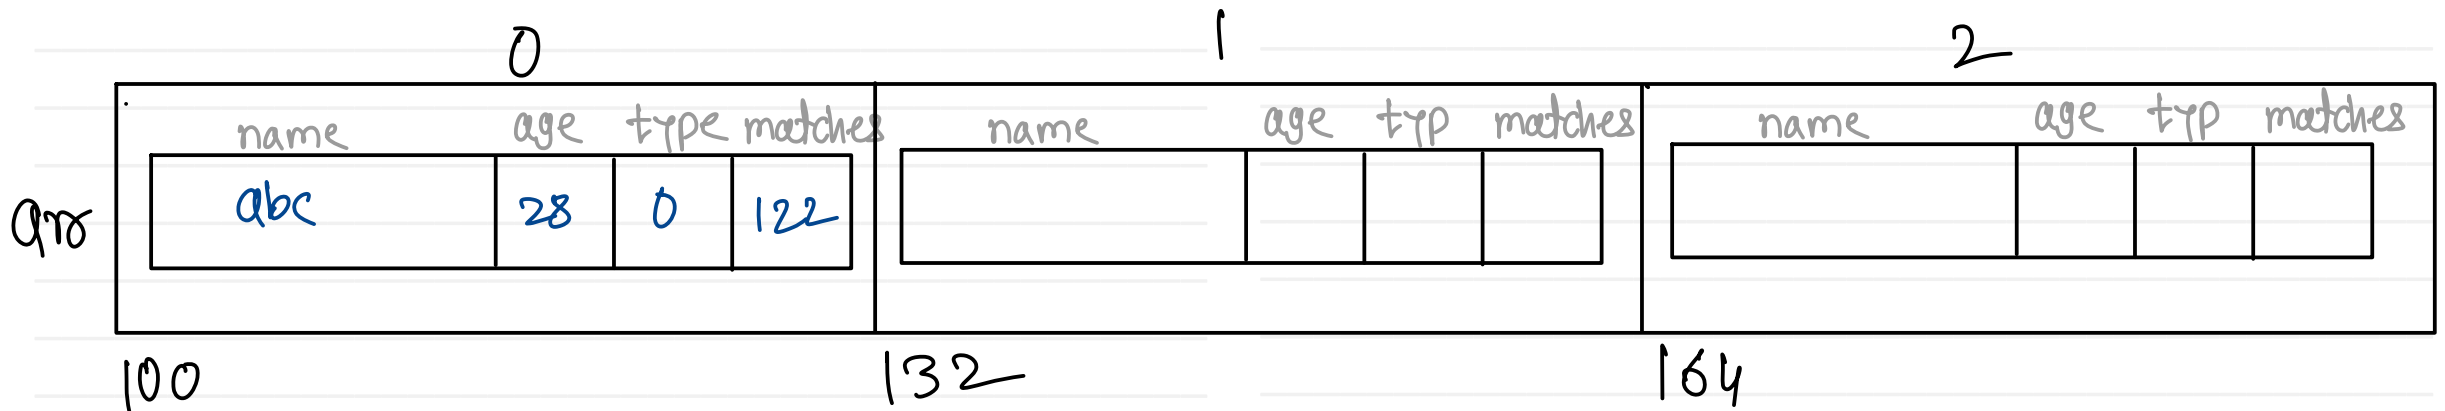 0 1 2
name age type matches name age typ matches name age typ matches
arr abc 28 0 122
100 132 164